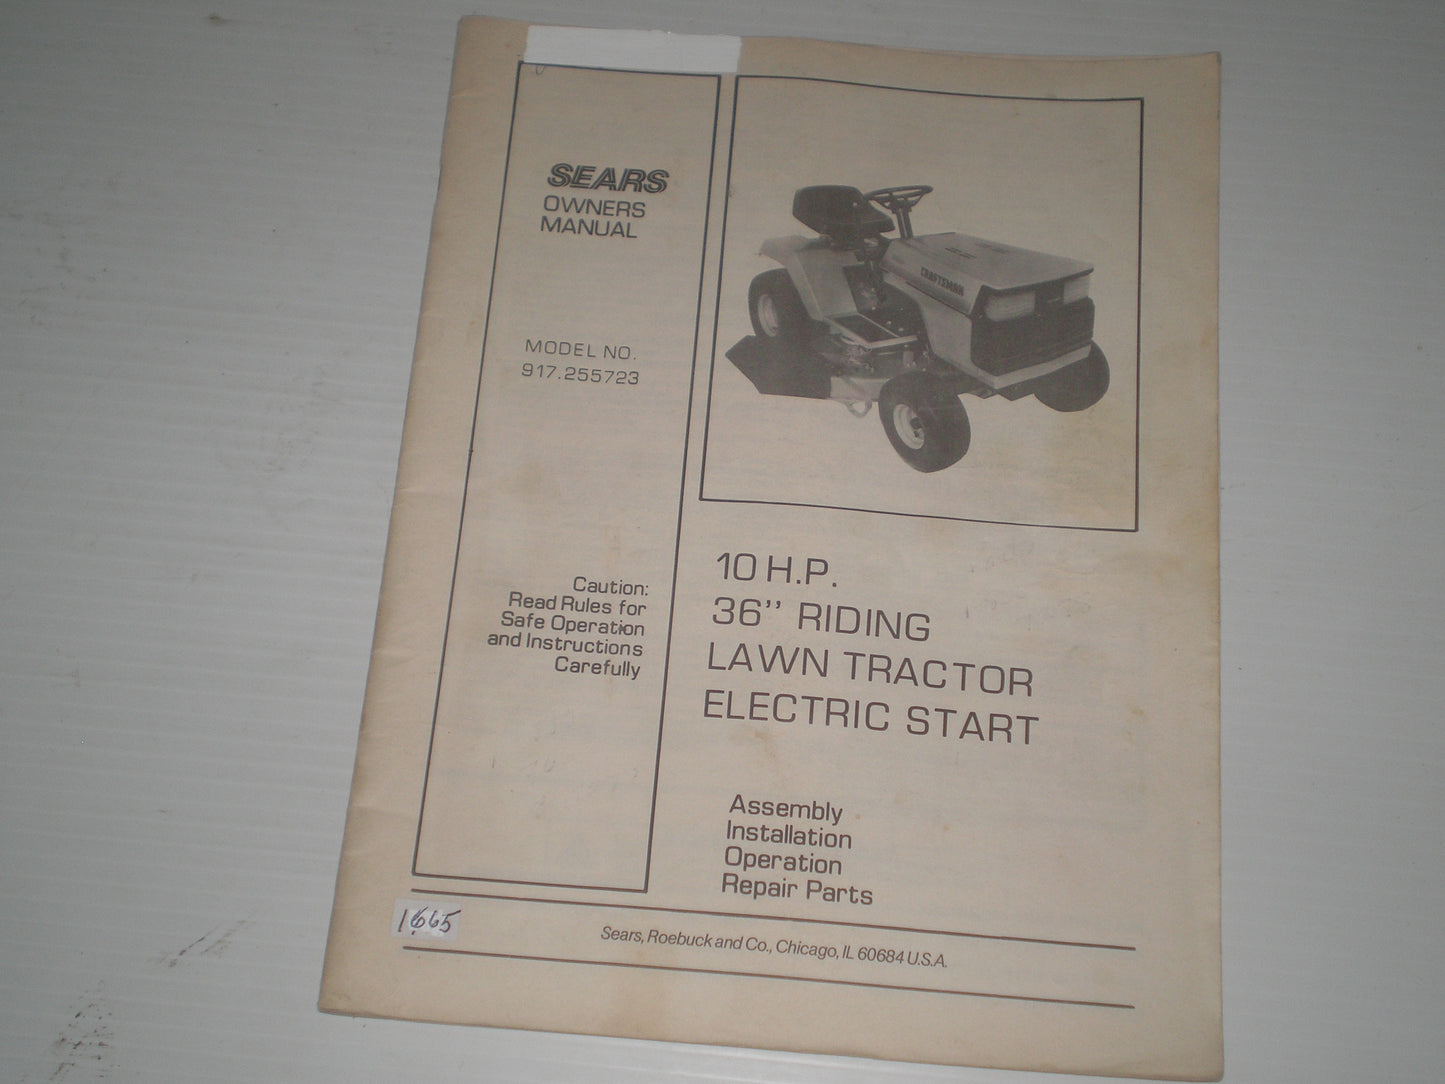 SEARS
OWNERS
MANUAL
MODEL NO.
917.255723
Caution:
Read Rules for
Safe Operation
and Instructions
Carefully
CRAFTSMAN
10 H.P.
36" RIDING
LAWN TRACTOR
ELECTRIC START
Assembly
Installation
Operation
Repair Parts
1665
Sears, Roebuck and Co., Chicago, IL 60684 U.S.A.